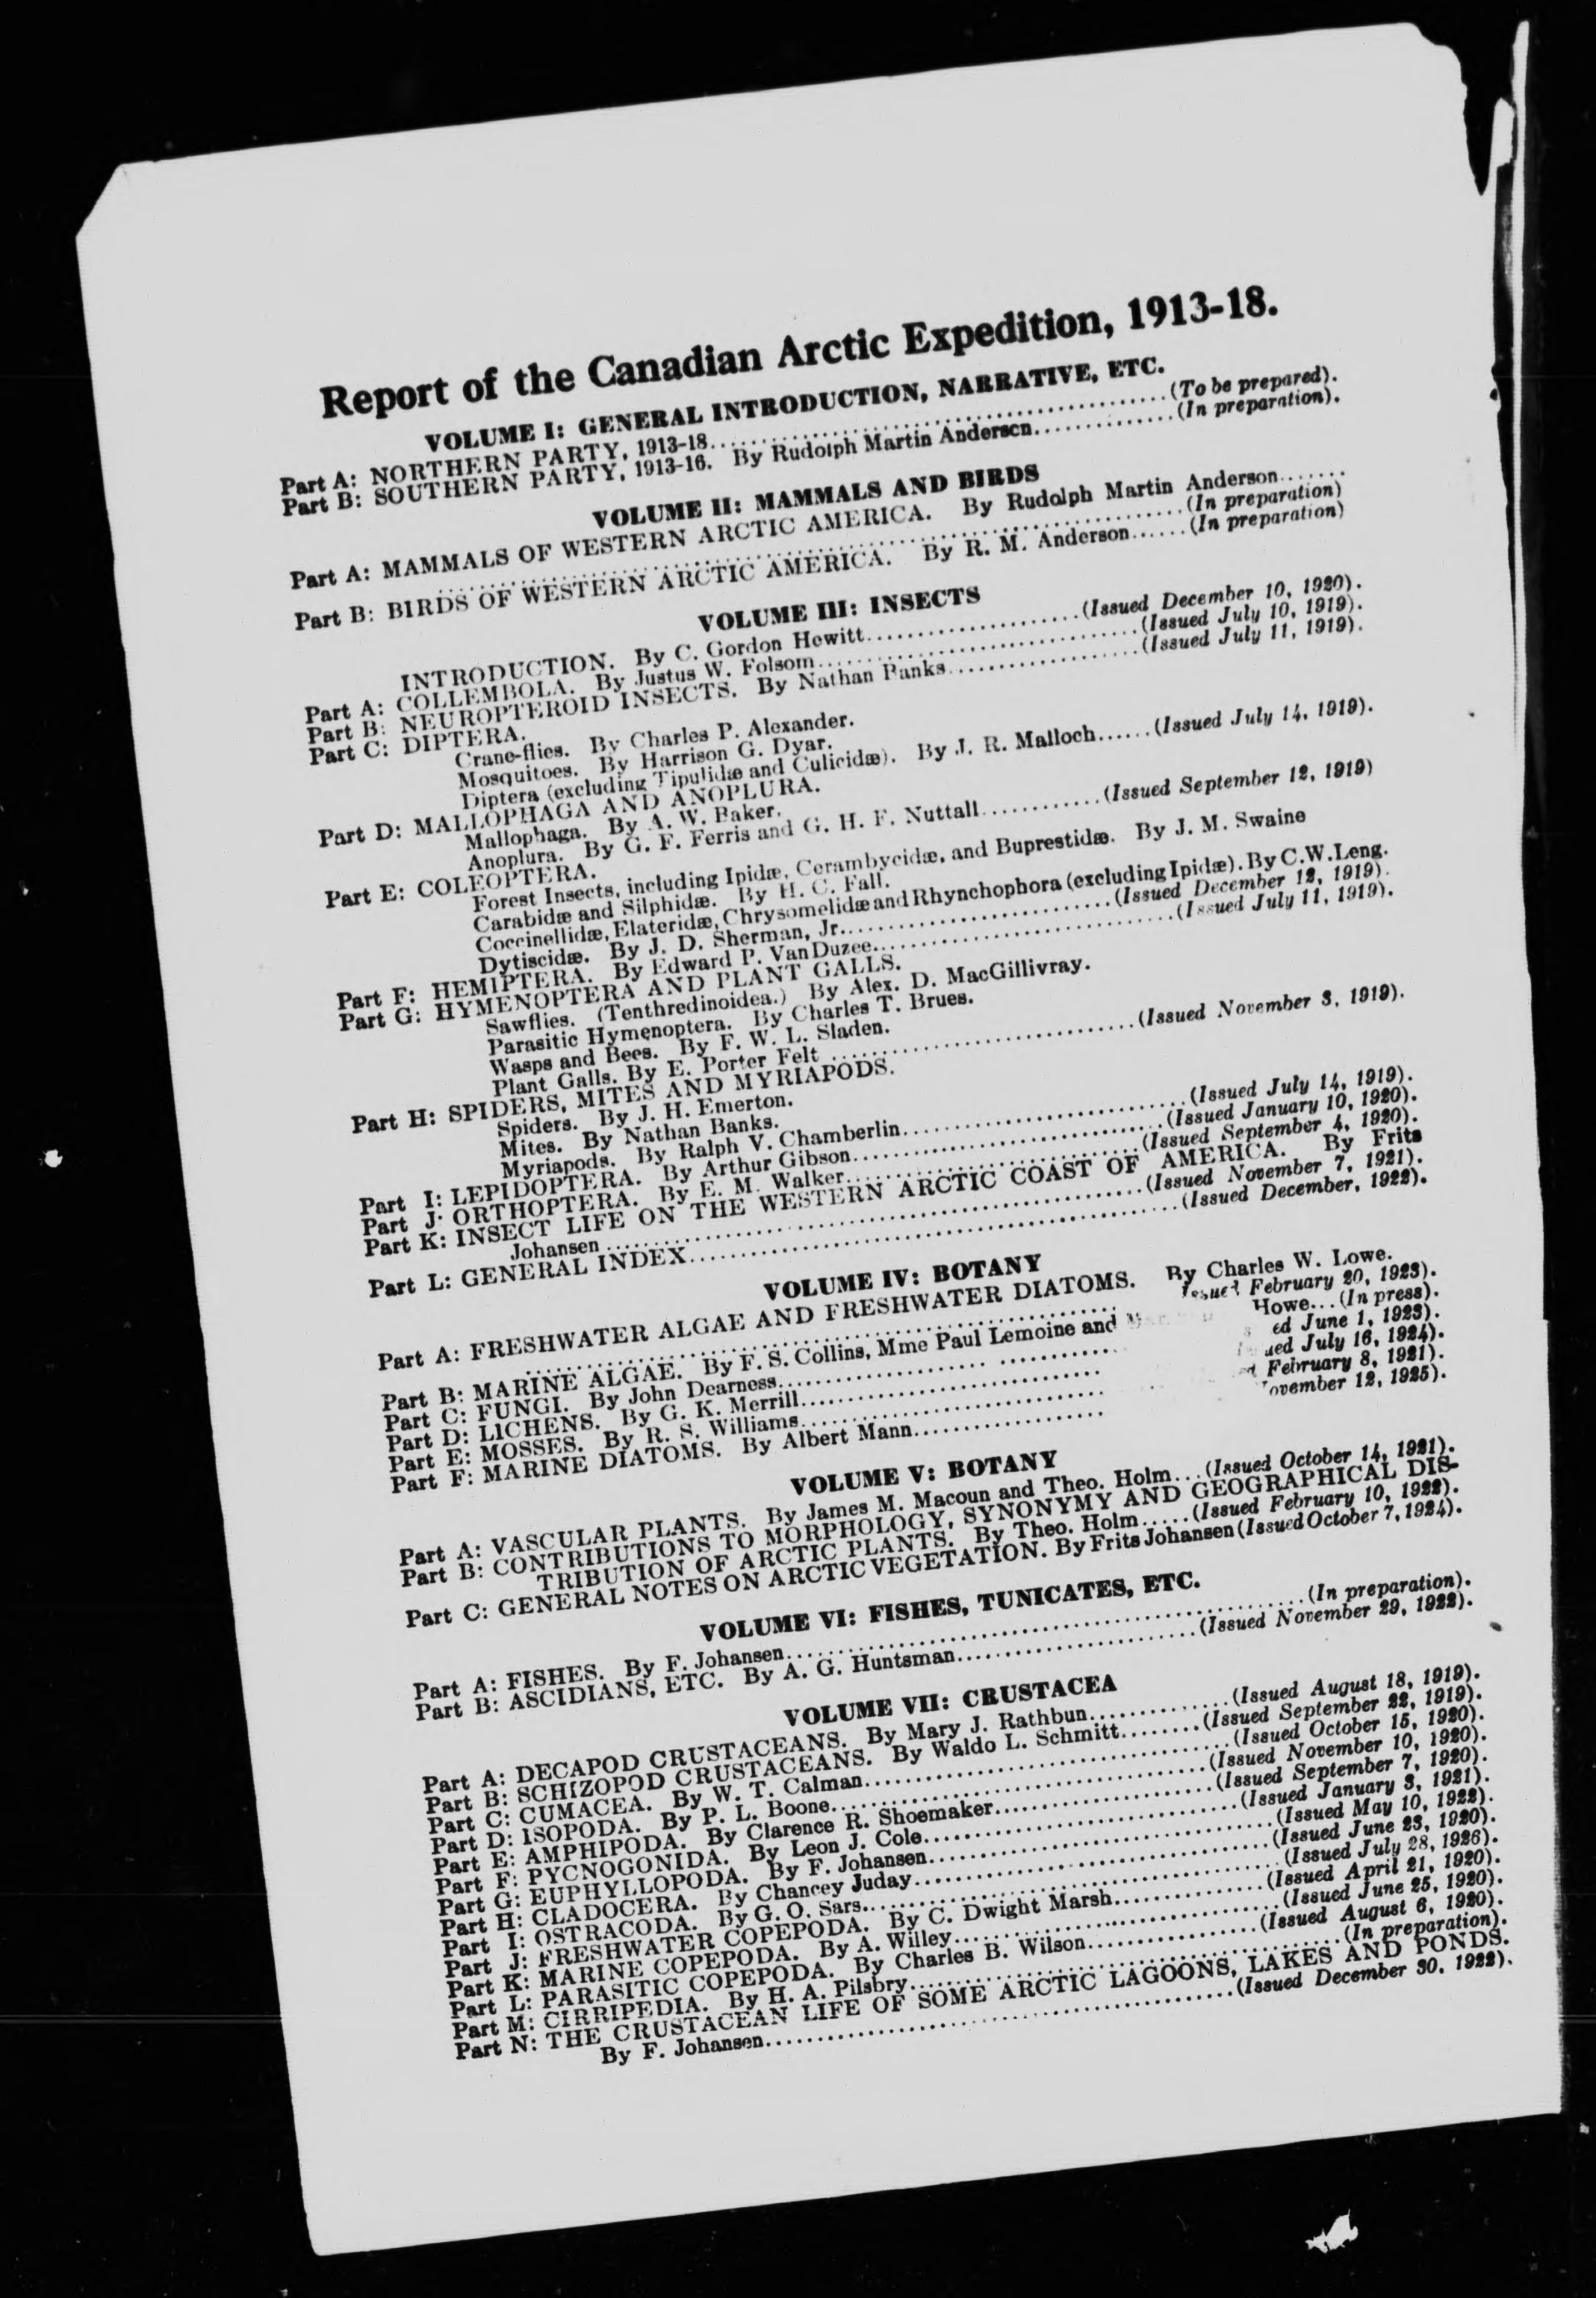 Report of the Canadian Arctic Expedition, 1913-18.
VOLUME I: GENERAL INTRODUCTION, NARRATIVE, ETC.
Part A: NORTHERN PARTY, 1913-18.......(To be prepared).
Part B: SOUTHERN PARTY, 1913-16. By Rudolph Martin Anderson.......(In preparation).
VOLUME II: MAMMALS AND BIRDS
Part A: MAMMALS OF WESTERN ARCTIC AMERICA. By Rudolph Martin Anderson.......
.......(In preparation)
Part B: BIRDS OF WESTERN ARCTIC AMERICA. By R. M. Anderson......(In preparation)
VOLUME III: INSECTS
INTRODUCTION. By C. Gordon Hewitt.......(Issued December 10, 1920).
Part A: COLLEMBOLA. By Justus W. Folsom.......(Issued July 10, 1919).
Part B: NEUROPTEROID INSECTS. By Nathan Banks.......(Issued July 11, 1919).
Part C: DIPTERA.
Crane-flies. By Charles P. Alexander.
Mosquitoes. By Harrison G. Dyar.
Diptera (excluding Tipulidæ and Culicidæ). By J. R. Malloch......(Issued July 14, 1919).
Part D: MALLOPHAGA AND ANOPLURA.
Mallophaga. By A. W. Baker.
Anoplura. By G. F. Ferris and G. H. F. Nuttall............(Issued September 12, 1919)
Part E: COLEOPTERA.
Forest Insects, including Ipidæ, Cerambycidæ, and Buprestidæ. By J. M. Swaine
Carabidæ and Silphidæ. By H. C. Fall.
Coccinellidæ, Elateridæ, Chrysomelidæ and Rhynchophora (excluding Ipidæ). By C.W.Leng.
Dytiscidæ. By J. D. Sherman, Jr.......(Issued December 12, 1919).
Part F: HEMIPTERA. By Edward P. VanDuzee.......(Issued July 11, 1919).
Part G: HYMENOPTERA AND PLANT GALLS.
Sawflies. (Tenthredinoidea.) By Alex. D. MacGillivray.
Parasitic Hymenoptera. By Charles T. Brues.
Wasps and Bees. By F. W. L. Sladen.
Plant Galls. By E. Porter Felt.......(Issued November 3, 1919).
Part H: SPIDERS, MITES AND MYRIAPODS.
Spiders. By J. H. Emerton.
Mites. By Nathan Banks.
Myriapods. By Ralph V. Chamberlin.......(Issued July 14, 1919).
Part I: LEPIDOPTERA. By Arthur Gibson.......(Issued January 10, 1920).
Part J: ORTHOPTERA. By E. M. Walker.......(Issued September 4, 1920).
Part K: INSECT LIFE ON THE WESTERN ARCTIC COAST OF AMERICA. By Frits
Johansen.......(Issued November 7, 1921).
Part L: GENERAL INDEX.......(Issued December, 1922).
VOLUME IV: BOTANY
Part A: FRESHWATER ALGAE AND FRESHWATER DIATOMS. By Charles W. Lowe.
.......Issued February 20, 1923).
Part B: MARINE ALGAE. By F. S. Collins, Mme Paul Lemoine and Howe...(In press).
Part C: FUNGI. By John Dearness.......ed June 1, 1923).
Part D: LICHENS. By G. K. Merrill.......ued July 16, 1924).
Part E: MOSSES. By R. S. Williams.......February 8, 1921).
Part F: MARINE DIATOMS. By Albert Mann.......ovember 12, 1925).
VOLUME V: BOTANY
Part A: VASCULAR PLANTS. By James M. Macoun and Theo. Holm...(Issued October 14, 1921).
Part B: CONTRIBUTIONS TO MORPHOLOGY, SYNONYMY AND GEOGRAPHICAL DIS-
TRIBUTION OF ARCTIC PLANTS. By Theo. Holm.....(Issued February 10, 1922).
Part C: GENERAL NOTES ON ARCTIC VEGETATION. By Frits Johansen (Issued October 7, 1924).
VOLUME VI: FISHES, TUNICATES, ETC.
Part A: FISHES. By F. Johansen.......(In preparation).
Part B: ASCIDIANS, ETC. By A. G. Huntsman.......(Issued November 29, 1922).
VOLUME VII: CRUSTACEA
Part A: DECAPOD CRUSTACEANS. By Mary J. Rathbun.......(Issued August 18, 1919).
Part B: SCHIZOPOD CRUSTACEANS. By Waldo L. Schmitt........(Issued September 22, 1919).
Part C: CUMACEA. By W. T. Calman.......(Issued October 15, 1920).
Part D: ISOPODA. By P. L. Boone.......(Issued November 10, 1920).
Part E: AMPHIPODA. By Clarence R. Shoemaker.......(Issued September 7, 1920).
Part F: PYCNOGONIDA. By Leon J. Cole.......(Issued January 3, 1921).
Part G: EUPHYLLOPODA. By F. Johansen.......(Issued May 10, 1922).
Part H: CLADOCERA. By Chancey Juday.......(Issued June 23, 1920).
Part I: OSTRACODA. By G. O. Sars.......(Issued July 28, 1926).
Part J: FRESHWATER COPEPODA. By C. Dwight Marsh.......(Issued April 21, 1920).
Part K: MARINE COPEPODA. By A. Willey.......(Issued June 25, 1920).
Part L: PARASITIC COPEPODA. By Charles B. Wilson.......(Issued August 6, 1920).
Part M: CIRRIPEDIA. By H. A. Pilsbry.......(In preparation).
Part N: THE CRUSTACEAN LIFE OF SOME ARCTIC LAGOONS, LAKES AND PONDS.
By F. Johansen.......(Issued December 30, 1922).